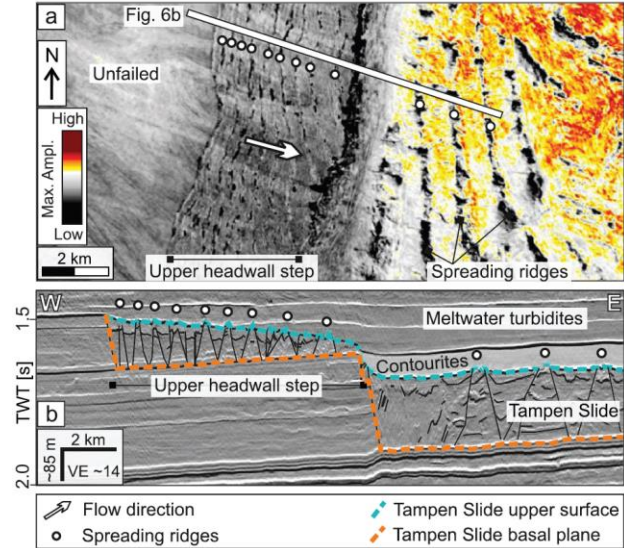 a
Fig. 6b
N
Unfailed
High
Max. Ampl.
Low
2 km
Upper headwall step
Spreading ridges
W
E
1.5
Meltwater turbidites
Contourites
Upper headwall step
Tampen Slide
TWT [s]
b
2 km
~85 m
VE ~14
2.0
Flow direction
Spreading ridges
Tampen Slide upper surface
Tampen Slide basal plane